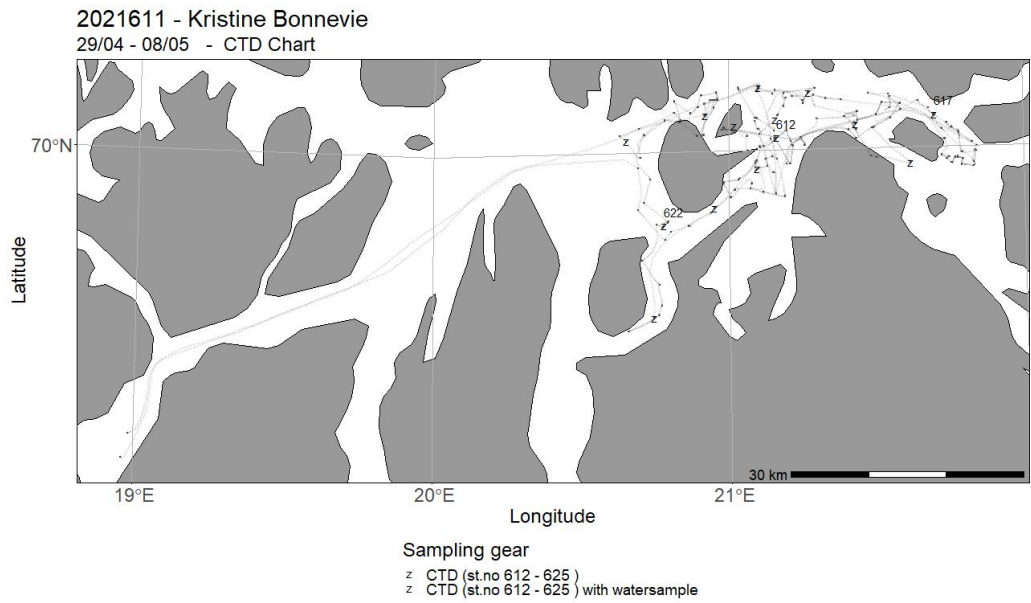 2021611 - Kristine Bonnevie
29/04 - 08/05 - CTD Chart
z
z
617
z
z
z
612
z
z
70°N
z
z
z
z
622
z
Latitude
z
30 km
19°E
20°E
21°E
Longitude
Sampling gear
z CTD (st.no 612 - 625 )
z CTD (st.no 612 - 625 ) with watersample